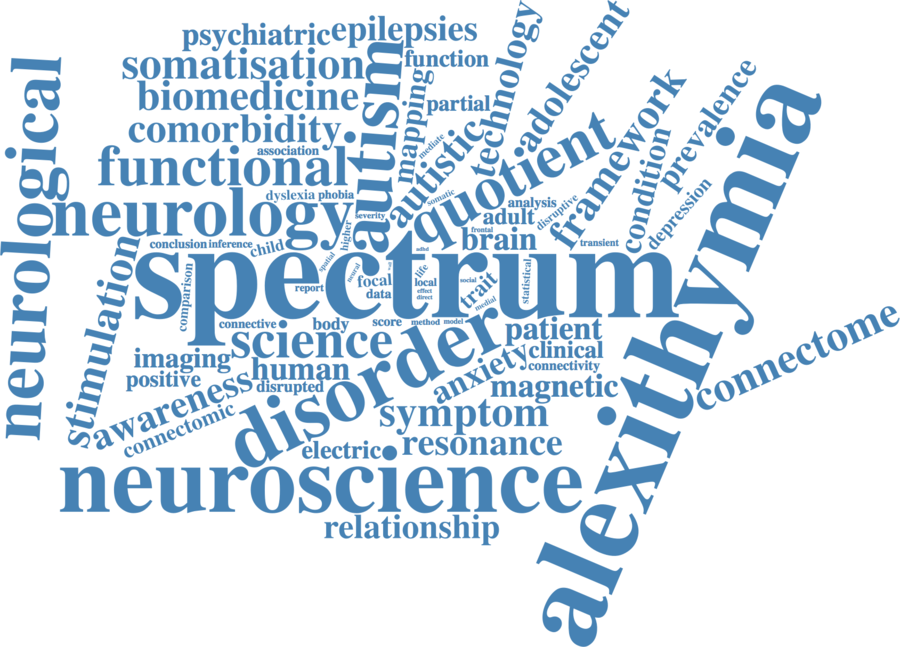 psychiatric
epilepsies
technology
adolescent
somatisation
function
neurological
autism
mapping
biomedicine
partial
framework
prevalence
comorbidity
mediate
autistic
quotient
condition
alexithymia
association
functional
dyslexia
phobia
somatic
analysis
disruptive
depression
neurology
severity
adult
higher
frontal
brain
transient
conclusion
inference
child
adhd
spectrum
spatial
neural
life
social
statistical
focal
local
trait
report
data
effect
direct
medial
comparison
stimulation
connective
body
score
method
model
patient
science
disorder
imaging
anxiety
clinical
connectivity
human
positive
disrupted
magnetic
connectome
awareness
connectomic
symptom
electric
resonance
neuroscience
relationship